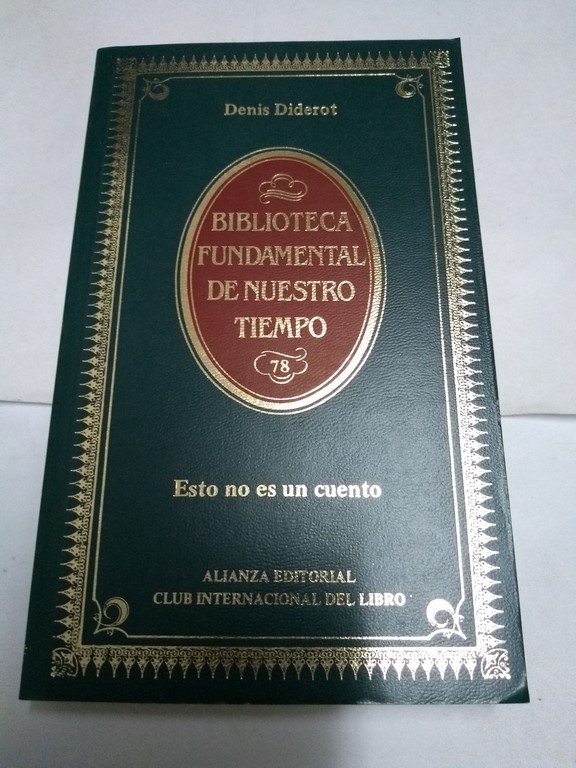 Denis Diderot
BIBLIOTECA
FUNDAMENTAL
DE NUESTRO
TIEMPO
78
Esto no es un cuento
ALIANZA EDITORIAL
CLUB INTERNACIONAL DEL LIBRO